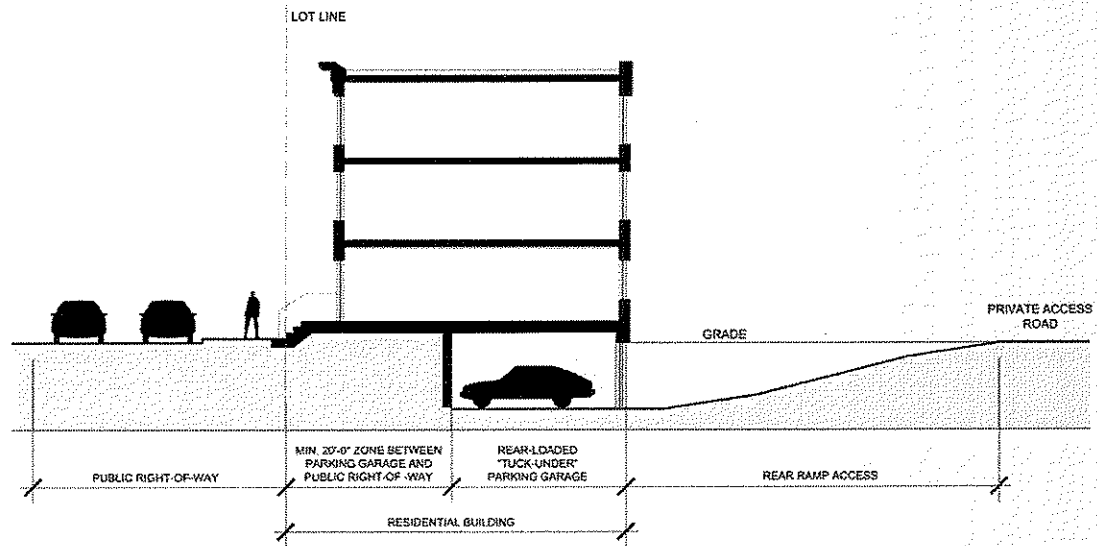 LOT LINE
PRIVATE ACCESS
ROAD
GRADE
PUBLIC RIGHT-OF-WAY
MIN. 20'-0" ZONE BETWEEN
PARKING GARAGE AND
PUBLIC RIGHT-OF -WAY
REAR-LOADED
"TUCK-UNDER"
PARKING GARAGE
REAR RAMP ACCESS
RESIDENTIAL BUILDING